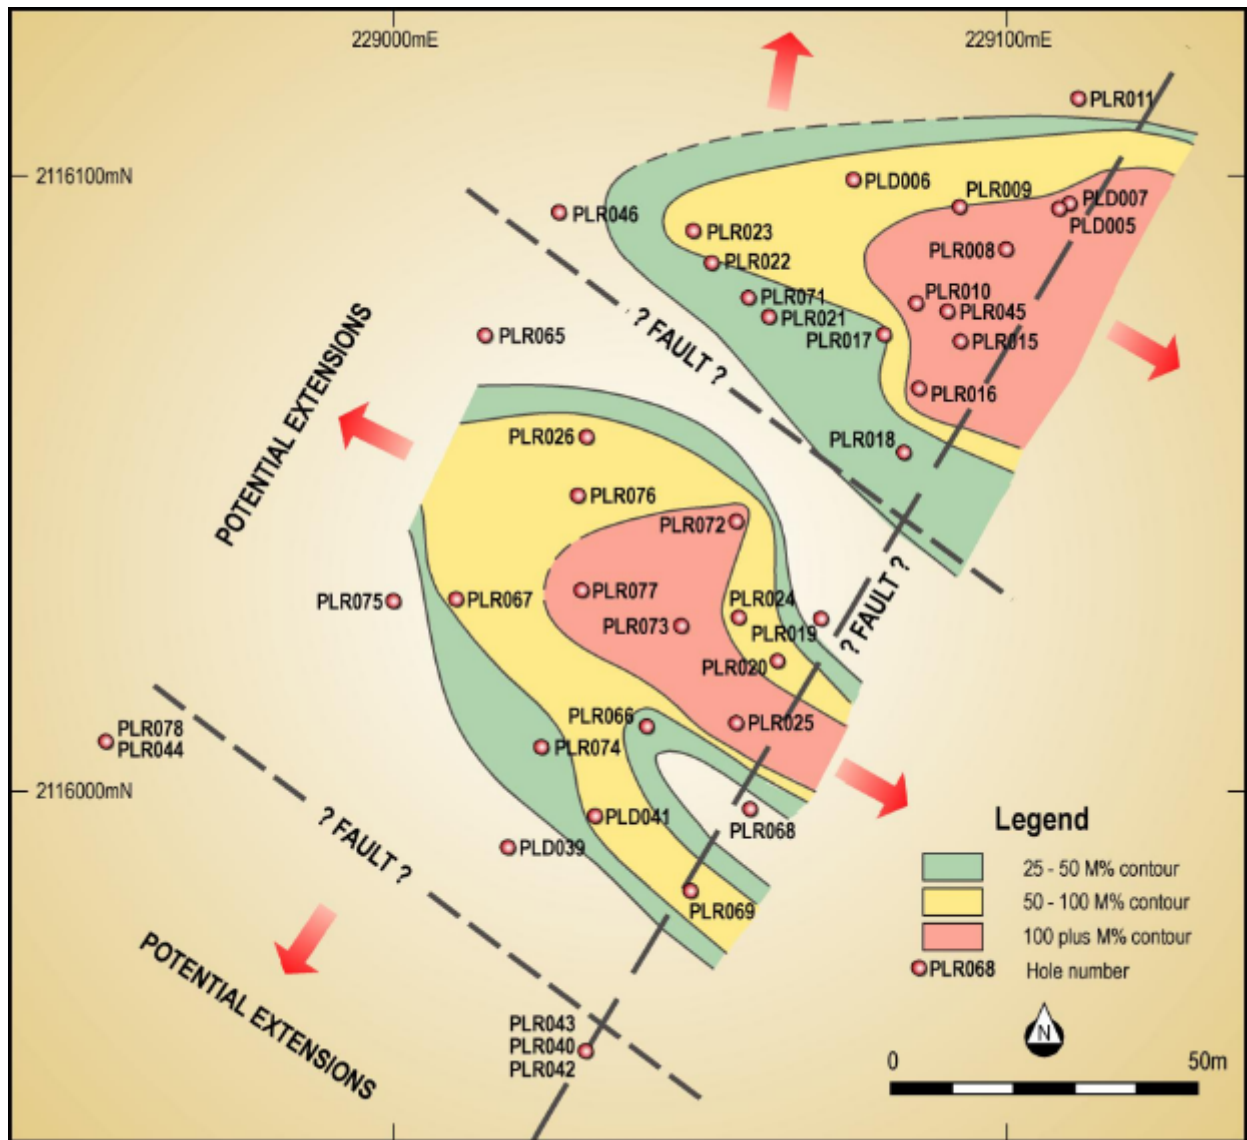 229000mE
229100mE
PLR011
2116100mN
PLD006
PLR009
PLD007
PLD005
PLR046
PLR023
PLR008
PLR022
PLR071
PLR010
PLR045
PLR021
PLR017
PLR015
PLR065
? FAULT ?
PLR016
POTENTIAL EXTENSIONS
PLR026
PLR018
PLR076
PLR072
? FAULT ?
PLR077
PLR075
PLR067
PLR024
PLR073
PLR019
PLR020
PLR066
PLR025
PLR078
PLR044
PLR074
2116000mN
PLD041
PLR068
PLD039
? FAULT ?
PLR069
POTENTIAL EXTENSIONS
PLR043
PLR040
PLR042
Legend
25 - 50 M% contour
50 - 100 M% contour
100 plus M% contour
PLR068 Hole number
N
0 50m